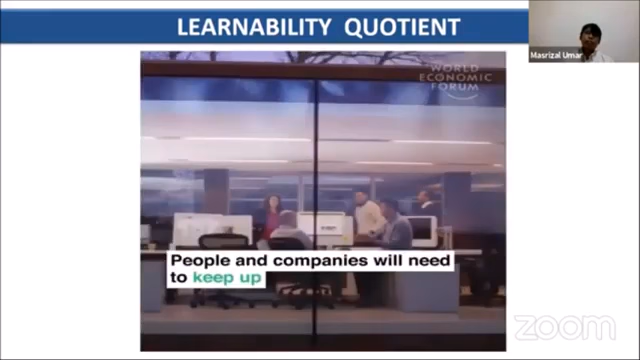 LEARNABILITY QUOTIENT
Masrizal Umar
WORLD
ECONOMIC
FORUM
People and companies will need
to keep up
zoom